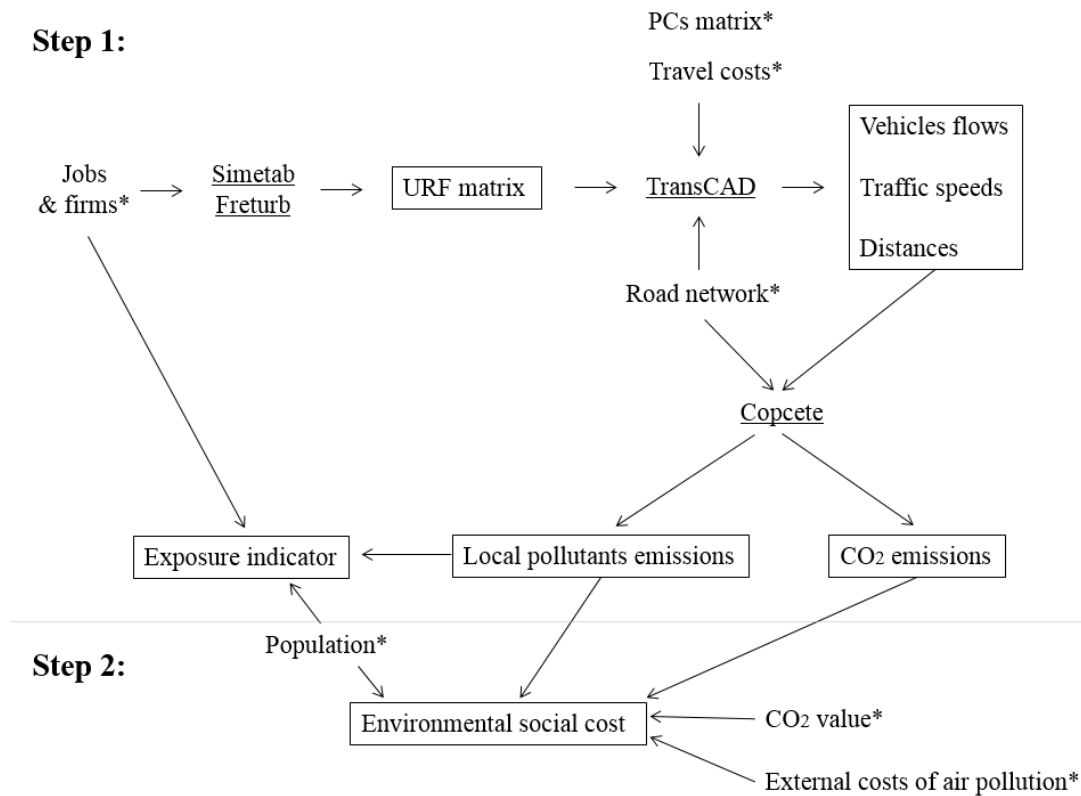 Step 1:
PCs matrix*
Travel costs*
Jobs
& firms*
Simetab
Freturb
URF matrix
TransCAD
Vehicles flows
Traffic speeds
Distances
Road network*
Copcete
Exposure indicator
Local pollutants emissions
CO2 emissions
Population*
Step 2:
Environmental social cost
CO2 value*
External costs of air pollution*